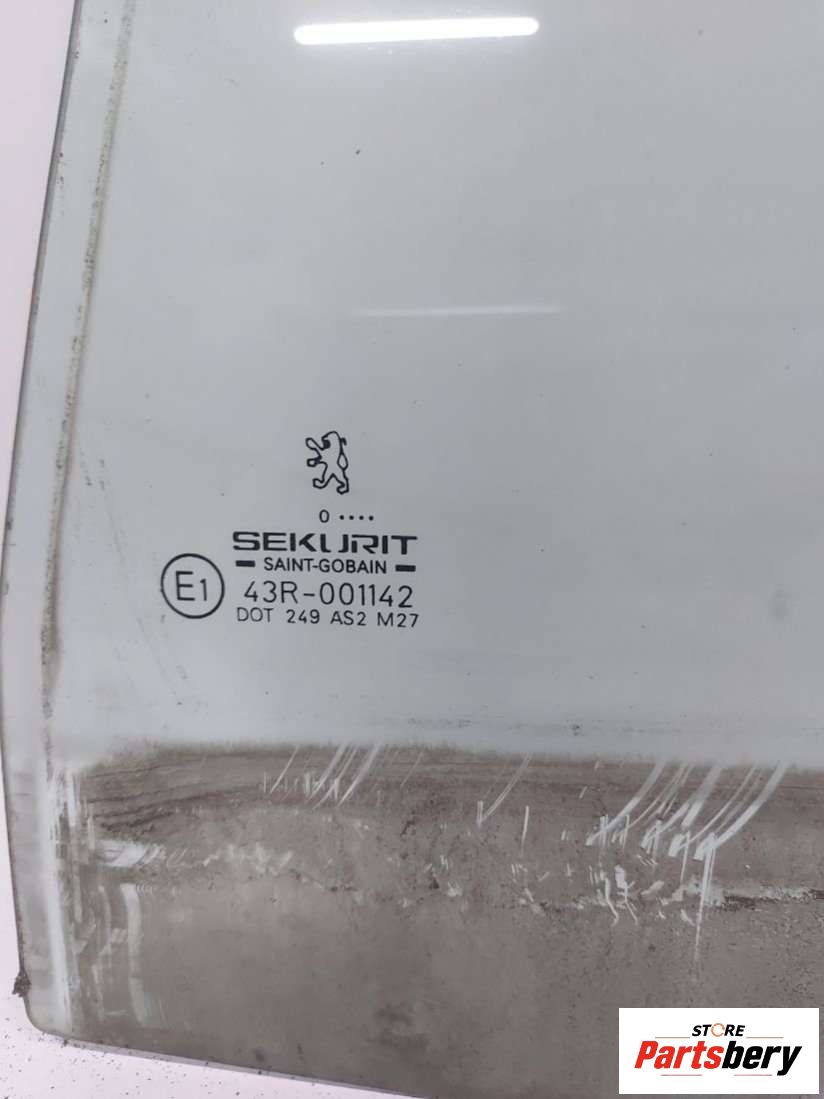 0 ••••
SEKURIT
SAINT-GOBAIN
E1
43R-001142
DOT 249 AS2 M27
STORE
Partsbery